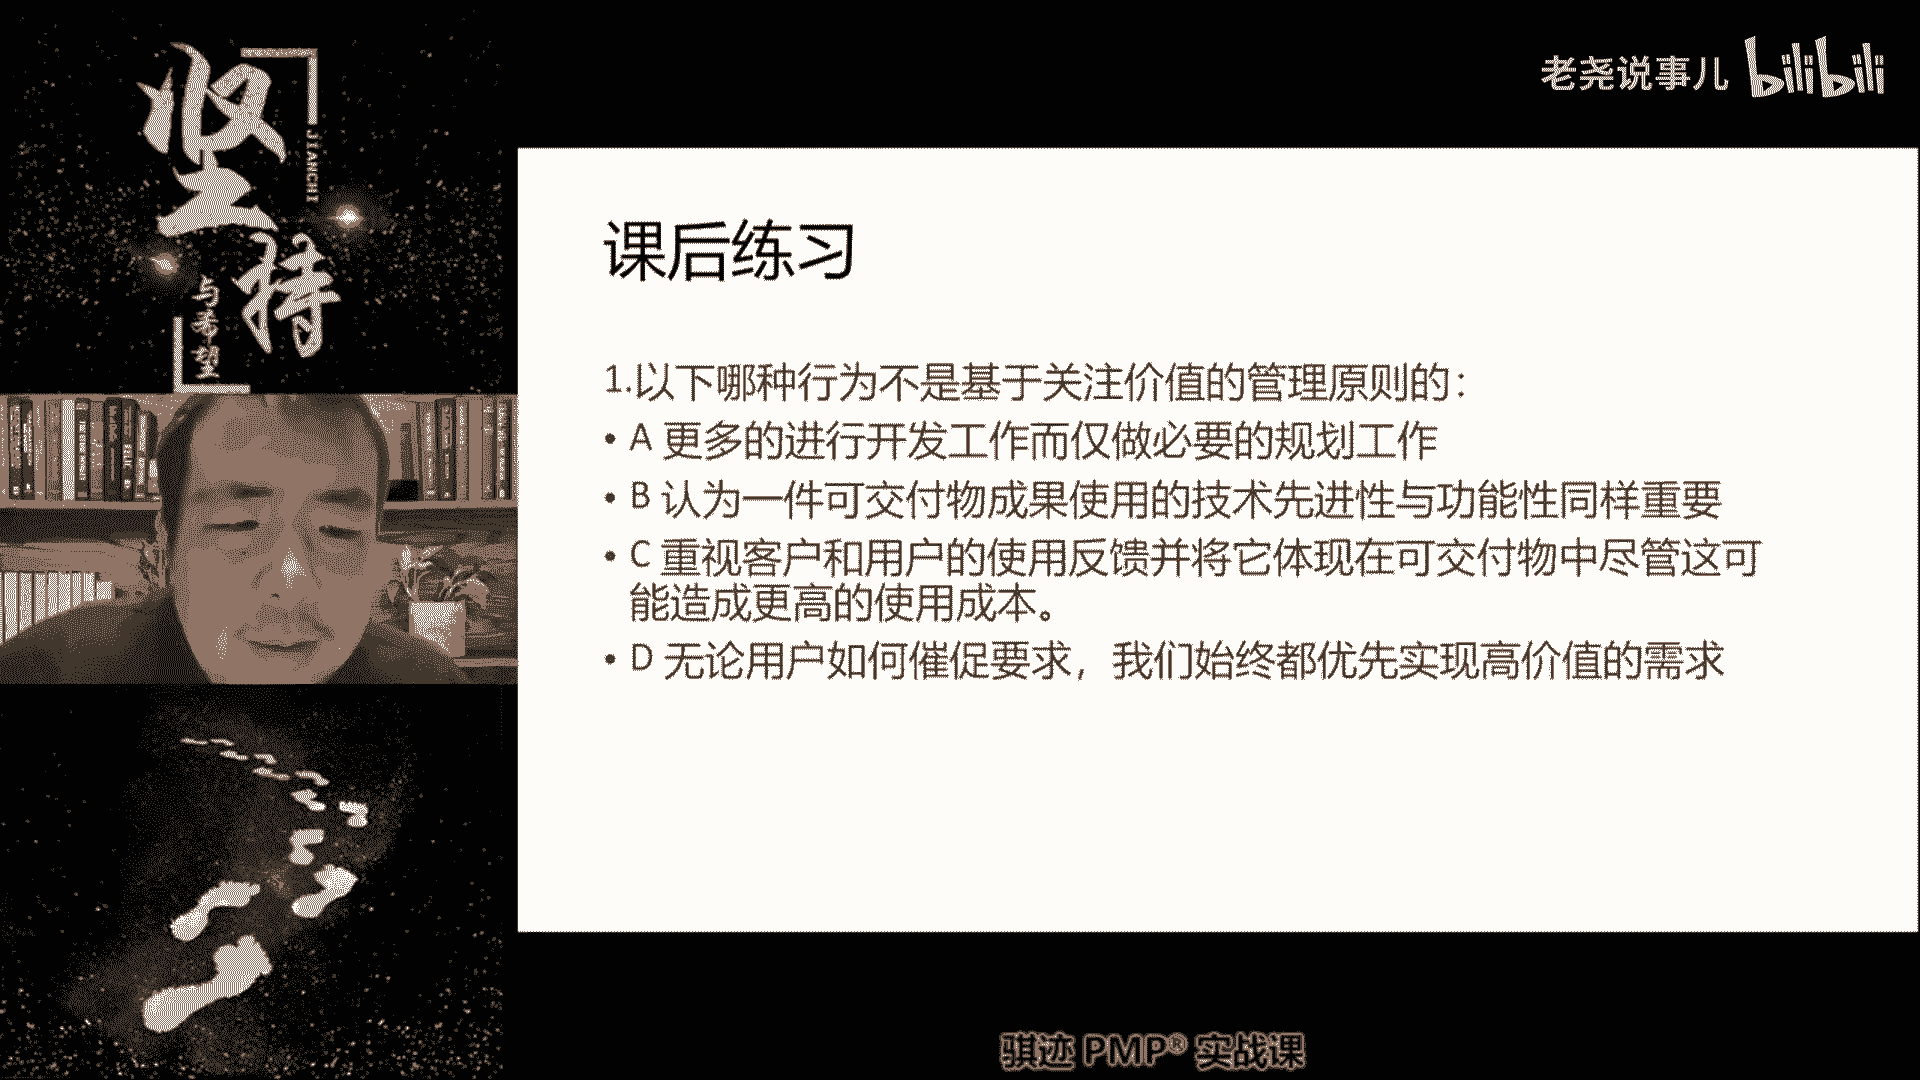 坚持
JIANCHI
与希望
老尧说事儿 bilibili
课后练习
1.以下哪种行为不是基于关注价值的管理原则的：
• A 更多的进行开发工作而仅做必要的规划工作
• B 认为一件可交付物成果使用的技术先进性与功能性同样重要
• C 重视客户和用户的使用反馈并将它体现在可交付物中尽管这可
能造成更高的使用成本。
• D 无论用户如何催促要求，我们始终都优先实现高价值的需求
骐迹 PMP® 实战课